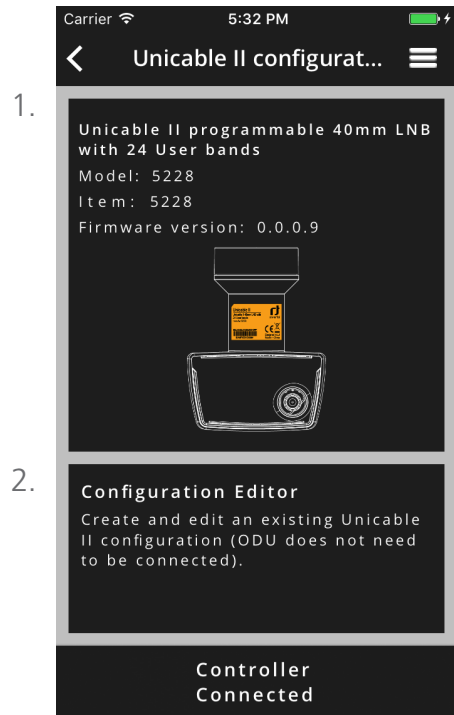 Carrier 5:32 PM
Unicable II configurat...
1.
Unicable II programmable 40mm LNB
with 24 User bands
Model: 5228
Item: 5228
Firmware version: 0.0.0.9
Unicable II
2.
Configuration Editor
Create and edit an existing Unicable
II configuration (ODU does not need
to be connected).
Controller
Connected